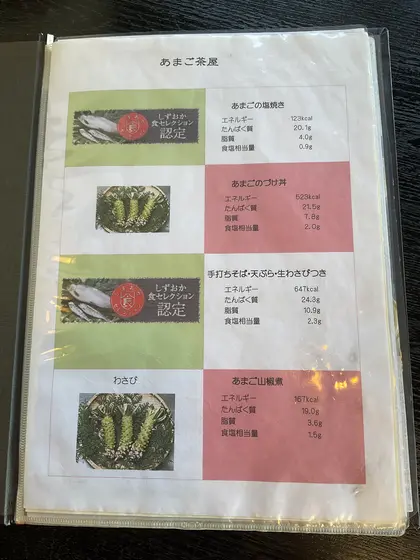 あまご茶屋
しずおか
食セレクション
認定
あまごの塩焼き
エネルギー 123kcal
たんぱく質 20.1g
脂質 4.0g
食塩相当量 0.9g
あまごのづけ丼
エネルギー 523kcal
たんぱく質 21.5g
脂質 7.8g
食塩相当量 2.0g
しずおか
食セレクション
認定
手打ちそば・天ぷら・生わさびつき
エネルギー 647kcal
たんぱく質 24.3g
脂質 10.9g
食塩相当量 2.3g
わさび
あまご山椒煮
エネルギー 167kcal
たんぱく質 19.0g
脂質 3.6g
食塩相当量 1.5g